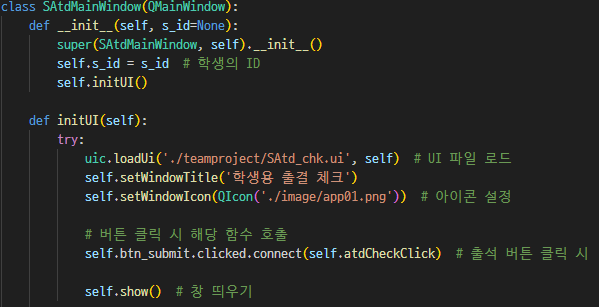 class SAtdMainWindow(QMainWindow):
    def __init__(self, s_id=None):
        super(SAtdMainWindow, self).__init__()
        self.s_id = s_id  # 학생의 ID
        self.initUI()

    def initUI(self):
        try:
            uic.loadUi('./teamproject/SAtd_chk.ui', self)  # UI 파일 로드
            self.setWindowTitle('학생용 출결 체크')
            self.setWindowIcon(QIcon('./image/app01.png'))  # 아이콘 설정

            # 버튼 클릭 시 해당 함수 호출
            self.btn_submit.clicked.connect(self.atdCheckClick)  # 출석 버튼 클릭 시

            self.show()  # 창 띄우기